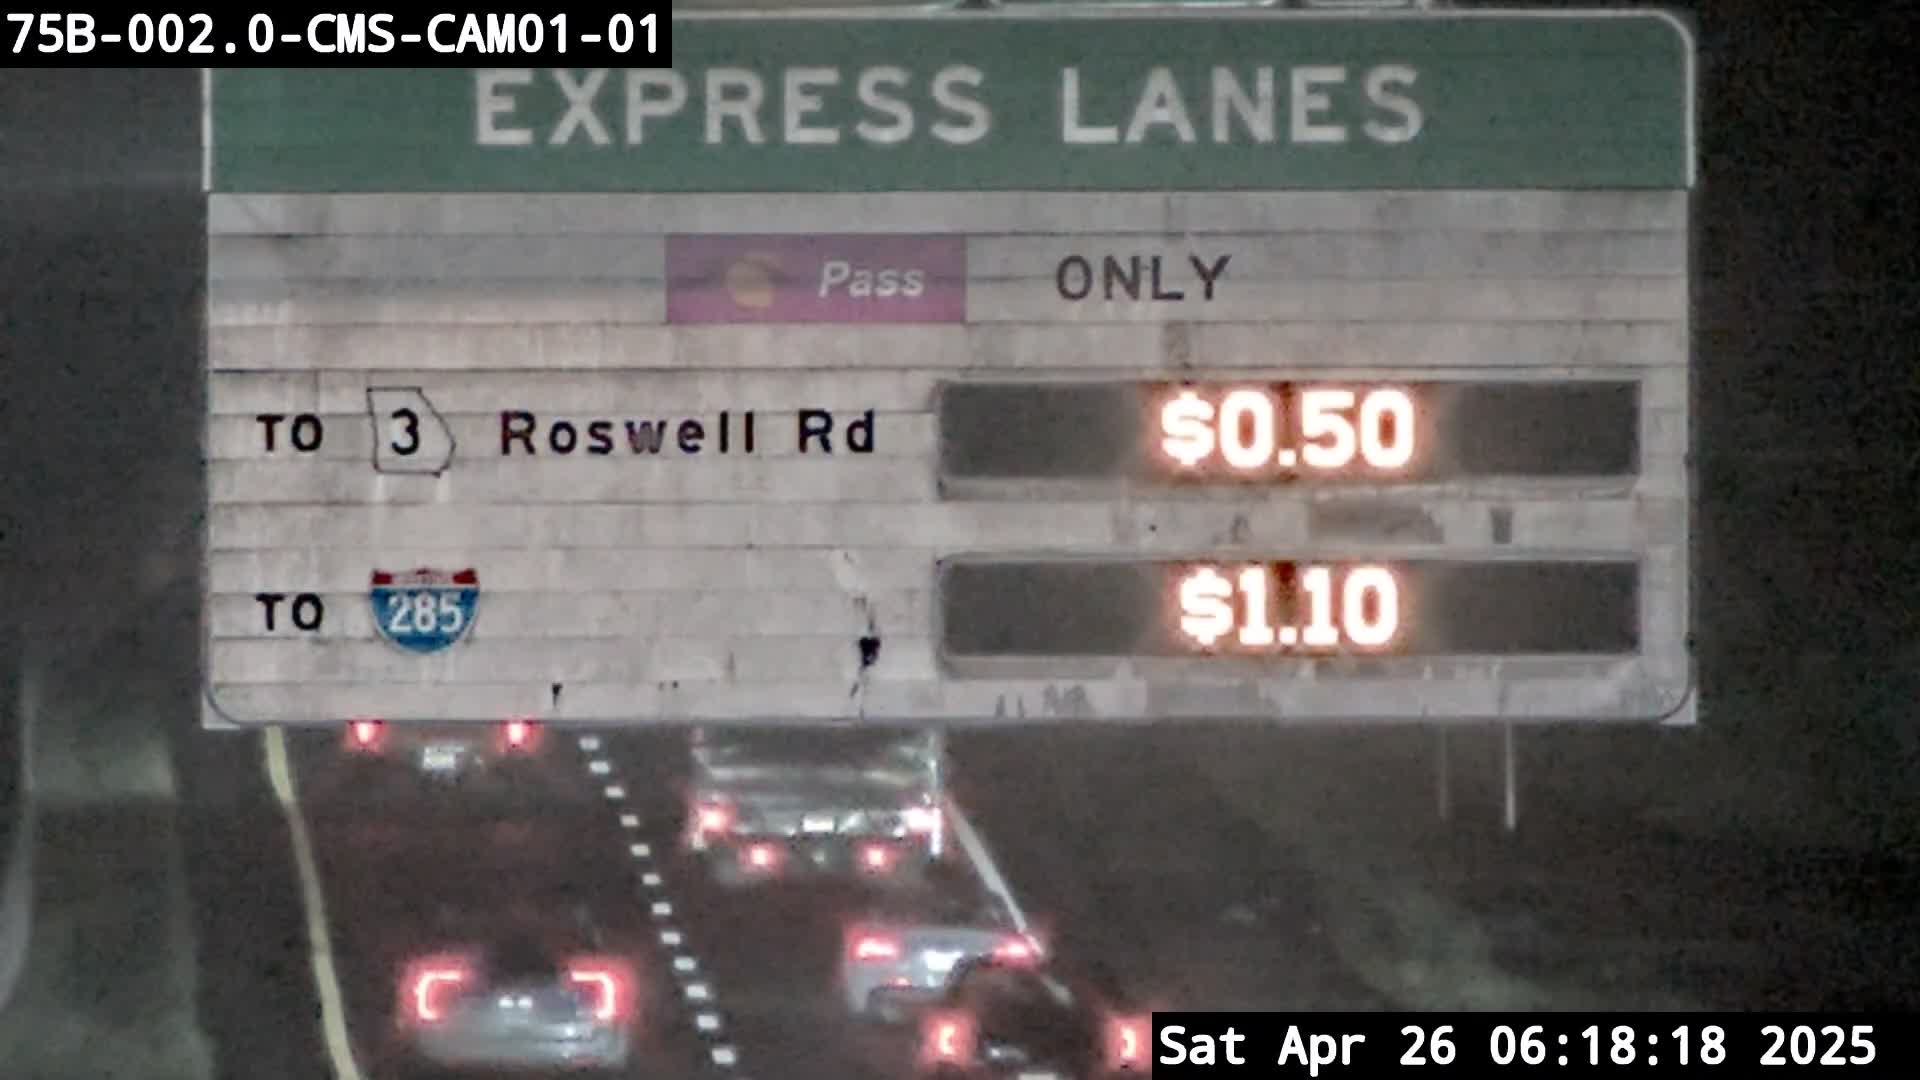 75B-002.0-CMS-CAM01-01
EXPRESS LANES
Pass ONLY
TO 3 Roswell Rd $0.50
TO 285 $1.10
Sat Apr 26 06:18:18 2025